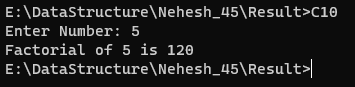 E:\DataStructure\Nehesh_45\Result>C10
Enter Number: 5
Factorial of 5 is 120
E:\DataStructure\Nehesh_45\Result>